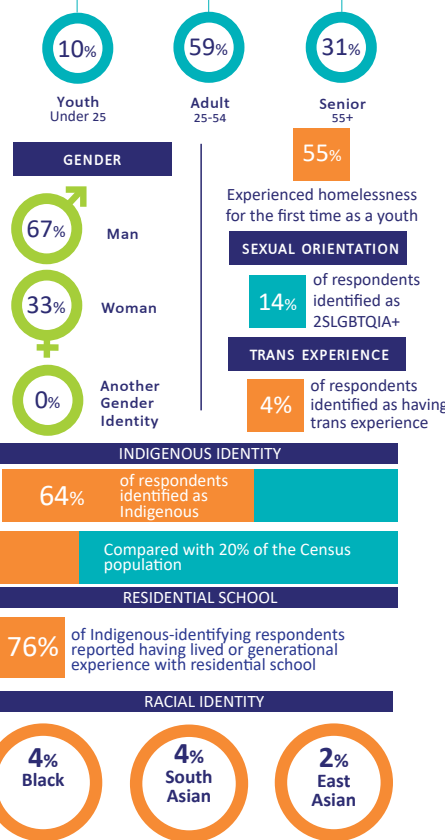 10%
59%
31%
Youth
Under 25
Adult
25-54
Senior
55+
GENDER
67%
Man
33%
Woman
0%
Another
Gender
Identity
55%
Experienced homelessness
for the first time as a youth
SEXUAL ORIENTATION
14%
of respondents
identified as
2SLGBTQIA+
TRANS EXPERIENCE
4%
of respondents
identified as having
trans experience
INDIGENOUS IDENTITY
64%
of respondents
identified as
Indigenous
Compared with 20% of the Census
population
RESIDENTIAL SCHOOL
76%
of Indigenous-identifying respondents
reported having lived or generational
experience with residential school
RACIAL IDENTITY
4%
Black
4%
South
Asian
2%
East
Asian